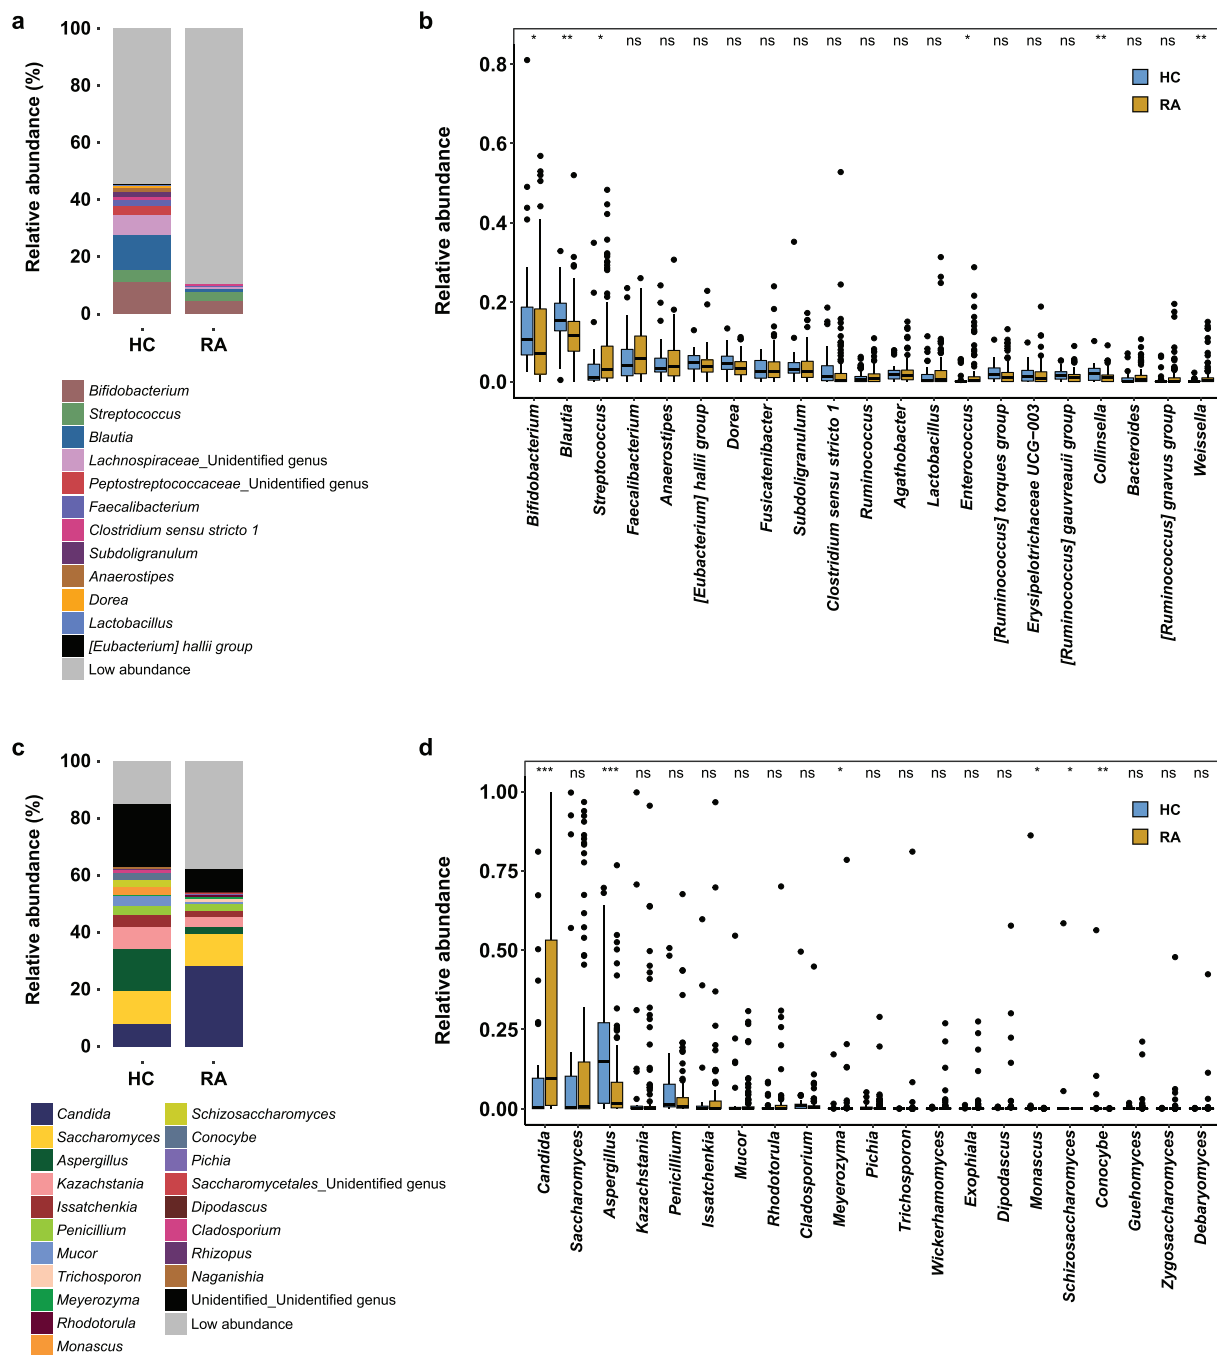 a
Relative abundance (%)
100
80
60
40
20
0
HC
RA
Bifidobacterium
Streptococcus
Blautia
Lachnospiraceae_Unidentified genus
Peptostreptococcaceae_Unidentified genus
Faecalibacterium
Clostridium sensu stricto 1
Subdoligranulum
Anaerostipes
Dorea
Lactobacillus
[Eubacterium] hallii group
Low abundance
b
* ** * ns ns ns ns ns ns ns ns ns ns * ns ns ns ** ns ns **
HC
RA
Relative abundance
0.8
0.6
0.4
0.2
0.0
Bifidobacterium
Blautia
Streptococcus
Faecalibacterium
Anaerostipes
[Eubacterium] hallii group
Dorea
Fusicatenibacter
Subdoligranulum
Clostridium sensu stricto 1
Ruminococcus
Agathobacter
Lactobacillus
Enterococcus
[Ruminococcus] torques group
Erysipelotrichaceae UCG−003
[Ruminococcus] gauvreauii group
Collinsella
Bacteroides
[Ruminococcus] gnavus group
Weissella
c
Relative abundance (%)
100
80
60
40
20
0
HC
RA
Candida
Saccharomyces
Aspergillus
Kazachstania
Issatchenkia
Penicillium
Mucor
Trichosporon
Meyerozyma
Rhodotorula
Monascus
Schizosaccharomyces
Conocybe
Pichia
Saccharomycetales_Unidentified genus
Dipodascus
Cladosporium
Rhizopus
Naganishia
Unidentified_Unidentified genus
Low abundance
d
*** ns *** ns ns ns ns ns ns * ns ns ns ns ns * * ** ns ns ns
HC
RA
Relative abundance
1.00
0.75
0.50
0.25
0.00
Candida
Saccharomyces
Aspergillus
Kazachstania
Penicillium
Issatchenkia
Mucor
Rhodotorula
Cladosporium
Meyerozyma
Pichia
Trichosporon
Wickerhamomyces
Exophiala
Dipodascus
Monascus
Schizosaccharomyces
Conocybe
Guehomyces
Zygosaccharomyces
Debaryomyces